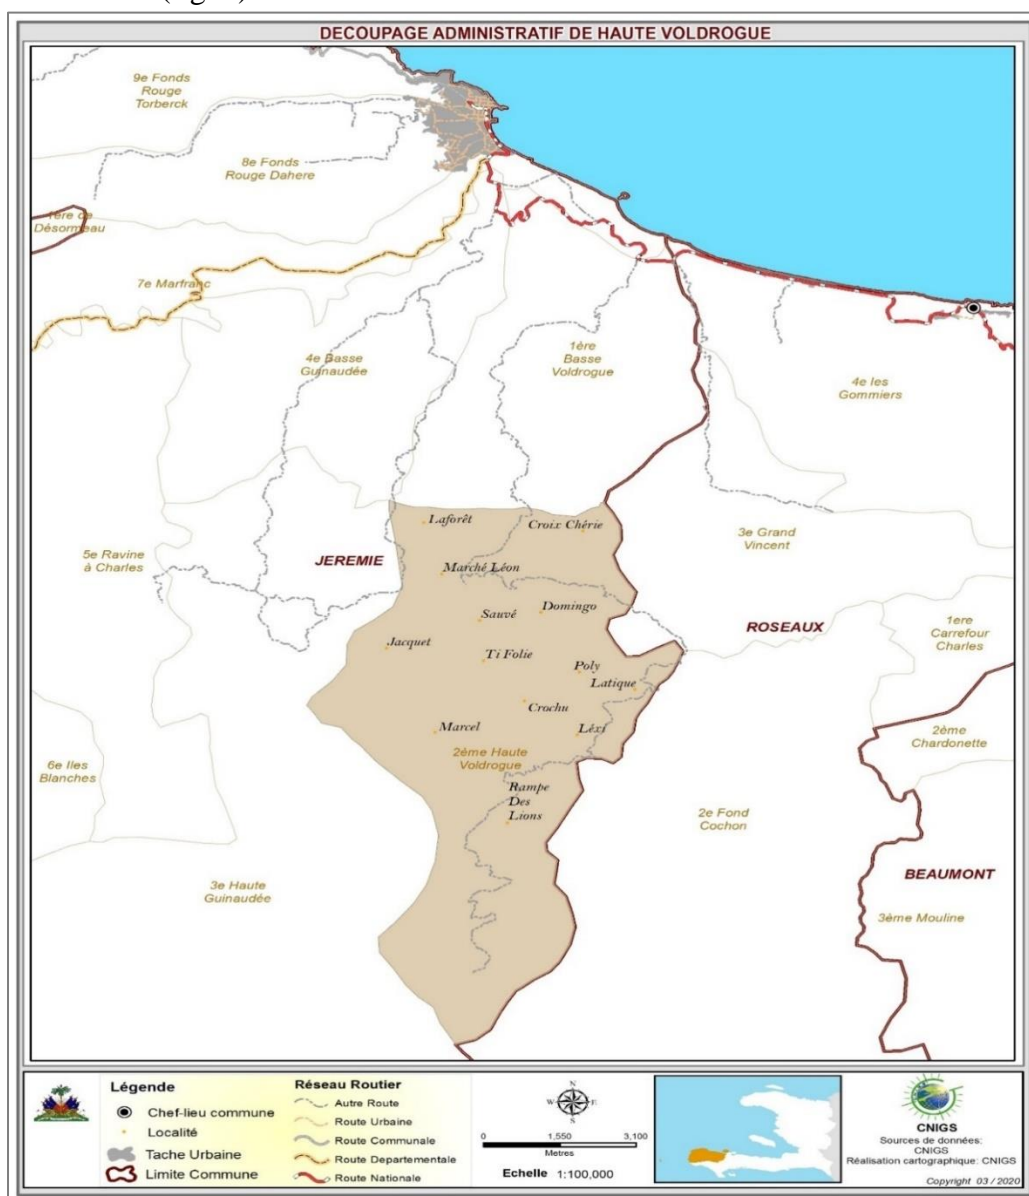 DECOUPAGE ADMINISTRATIF DE HAUTE VOLDROGUE
9e Fonds
Rouge
Torberck
8e Fonds
Rouge Dahere
1ère de
Désormeau
7e Marfranc
4e Basse
Guinaudée
1ère
Basse
Voldrogue
4e les
Gommiers
Laforêt
Croix Chérie
3e Grand
Vincent
5e Ravine
à Charles
JEREMIE
Marché Léon
Sauvé
Domingo
ROSEAUX
1ere
Carrefour
Charles
Jacquet
Ti Folie
Poly
Latique
Crochu
Marcel
Léxi
2ème
Chardonette
2ème Haute
Voldrogue
6e Iles
Blanches
Rampe
Des
Lions
2e Fond
Cochon
3e Haute
Guinaudée
BEAUMONT
3ème Mouline
Légende
Chef-lieu commune
Localité
Tache Urbaine
Limite Commune
Réseau Routier
Autre Route
Route Urbaine
Route Communale
Route Departementale
Route Nationale
N
W
E
S
0 1,550 3,100
Metres
Echelle 1:100,000
CNIGS
Sources de données:
CNIGS
Réalisation cartographique: CNIGS
Copyright 03 / 2020